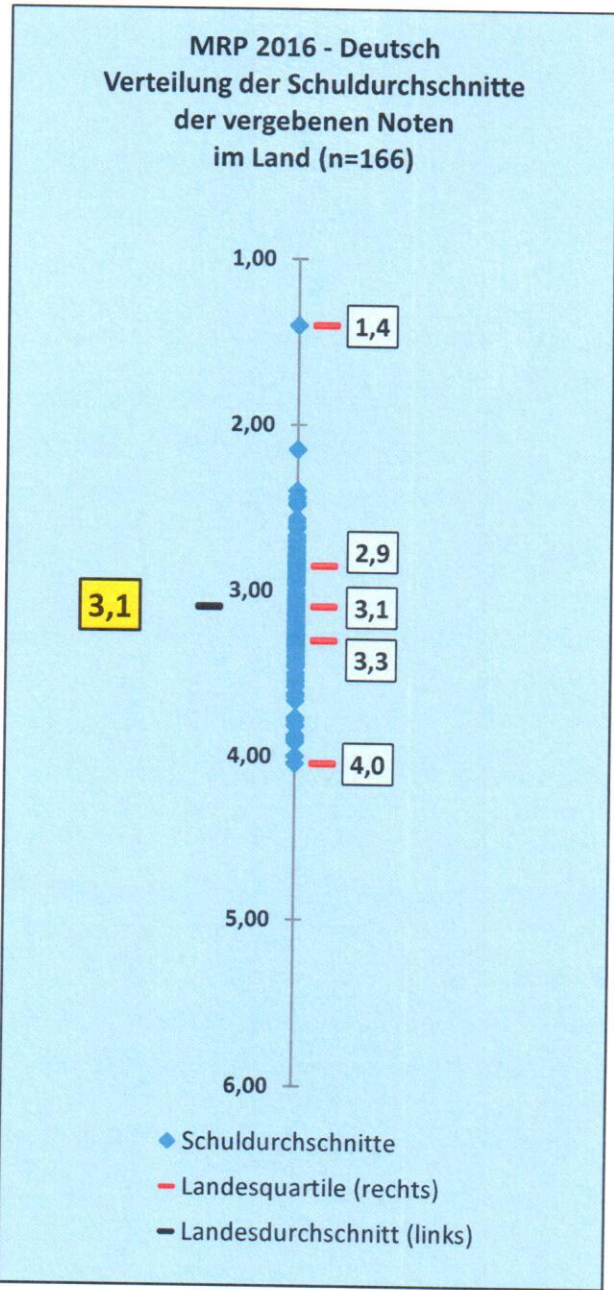 MRP 2016 - Deutsch
Verteilung der Schuldurchschnitte
der vergebenen Noten
im Land (n=166)
1,00
1,4
2,00
2,9
3,00
3,1
3,1
3,3
4,00
4,0
5,00
6,00
Schuldurchschnitte
Landesquartile (rechts)
Landesdurchschnitt (links)